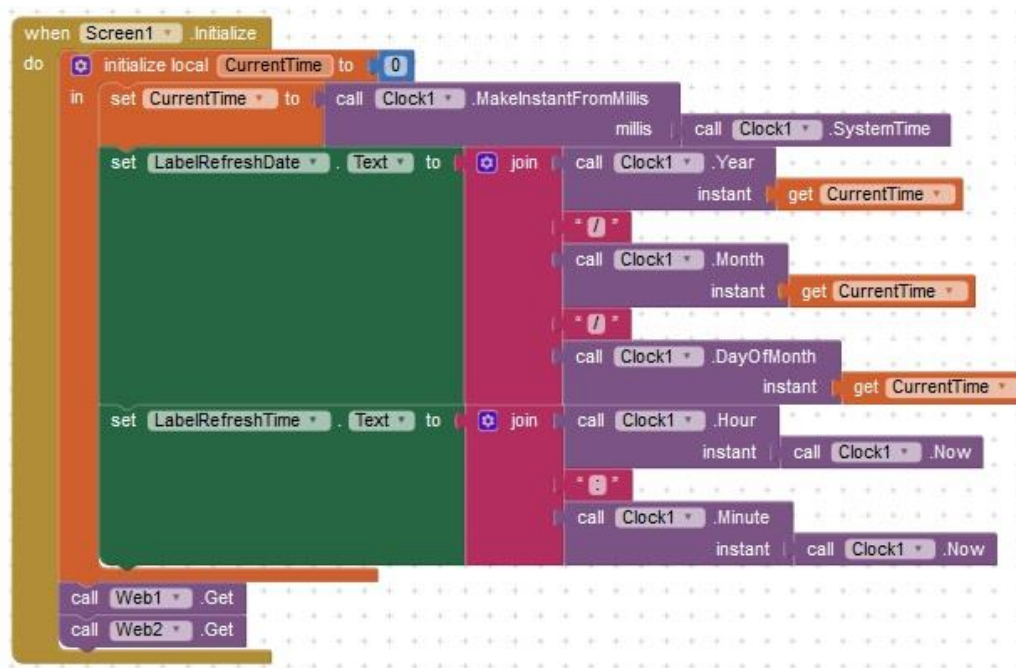 when Screen1 .Initialize
do initialize local CurrentTime to 0
in set CurrentTime to call Clock1 .MakeInstantFromMillis
millis call Clock1 .SystemTime
set LabelRefreshDate . Text to join call Clock1 .Year
instant get CurrentTime
" / "
call Clock1 .Month
instant get CurrentTime
" / "
call Clock1 .DayOfMonth
instant get CurrentTime
set LabelRefreshTime . Text to join call Clock1 .Hour
instant call Clock1 .Now
" : "
call Clock1 .Minute
instant call Clock1 .Now
call Web1 .Get
call Web2 .Get